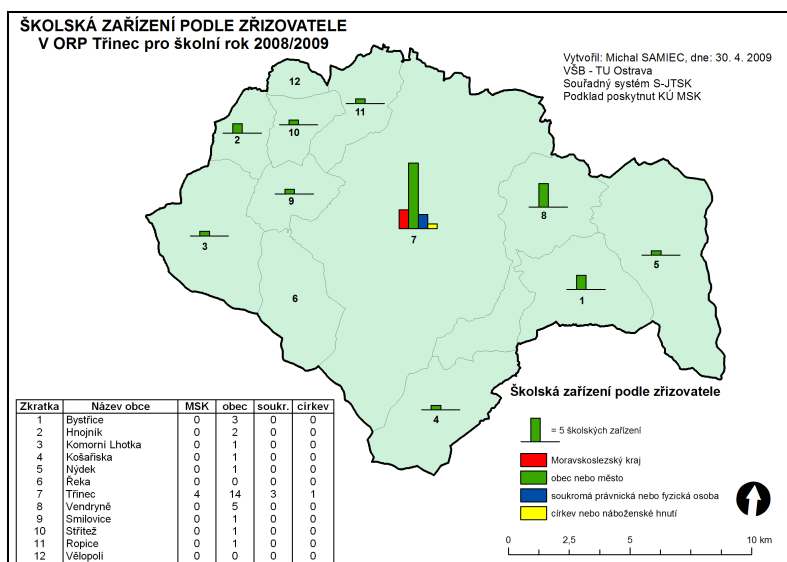 ŠKOLSKÁ ZAŘÍZENÍ PODLE ZŘIZOVATELE
V ORP Třinec pro školní rok 2008/2009
Vytvořil: Michal SAMIEC, dne: 30. 4. 2009
VŠB - TU Ostrava
Souřadný systém S-JTSK
Podklad poskytnut KÚ MSK
12
11
10
2
9
8
7
3
5
6
1
4
Zkratka Název obce MSK obec soukr. církev
1 Bystřice 0 3 0 0
2 Hnojník 0 2 0 0
3 Komorní Lhotka 0 1 0 0
4 Košařiska 0 1 0 0
5 Nýdek 0 1 0 0
6 Řeka 0 0 0 0
7 Třinec 4 14 3 1
8 Vendryně 0 5 0 0
9 Smilovice 0 1 0 0
10 Střítež 0 1 0 0
11 Ropice 0 1 0 0
12 Vělopolí 0 0 0 0
Školská zařízení podle zřizovatele
= 5 školských zařízení
Moravskoslezský kraj
obec nebo město
soukromá právnická nebo fyzická osoba
církev nebo náboženské hnutí
0 2,5 5 10 km